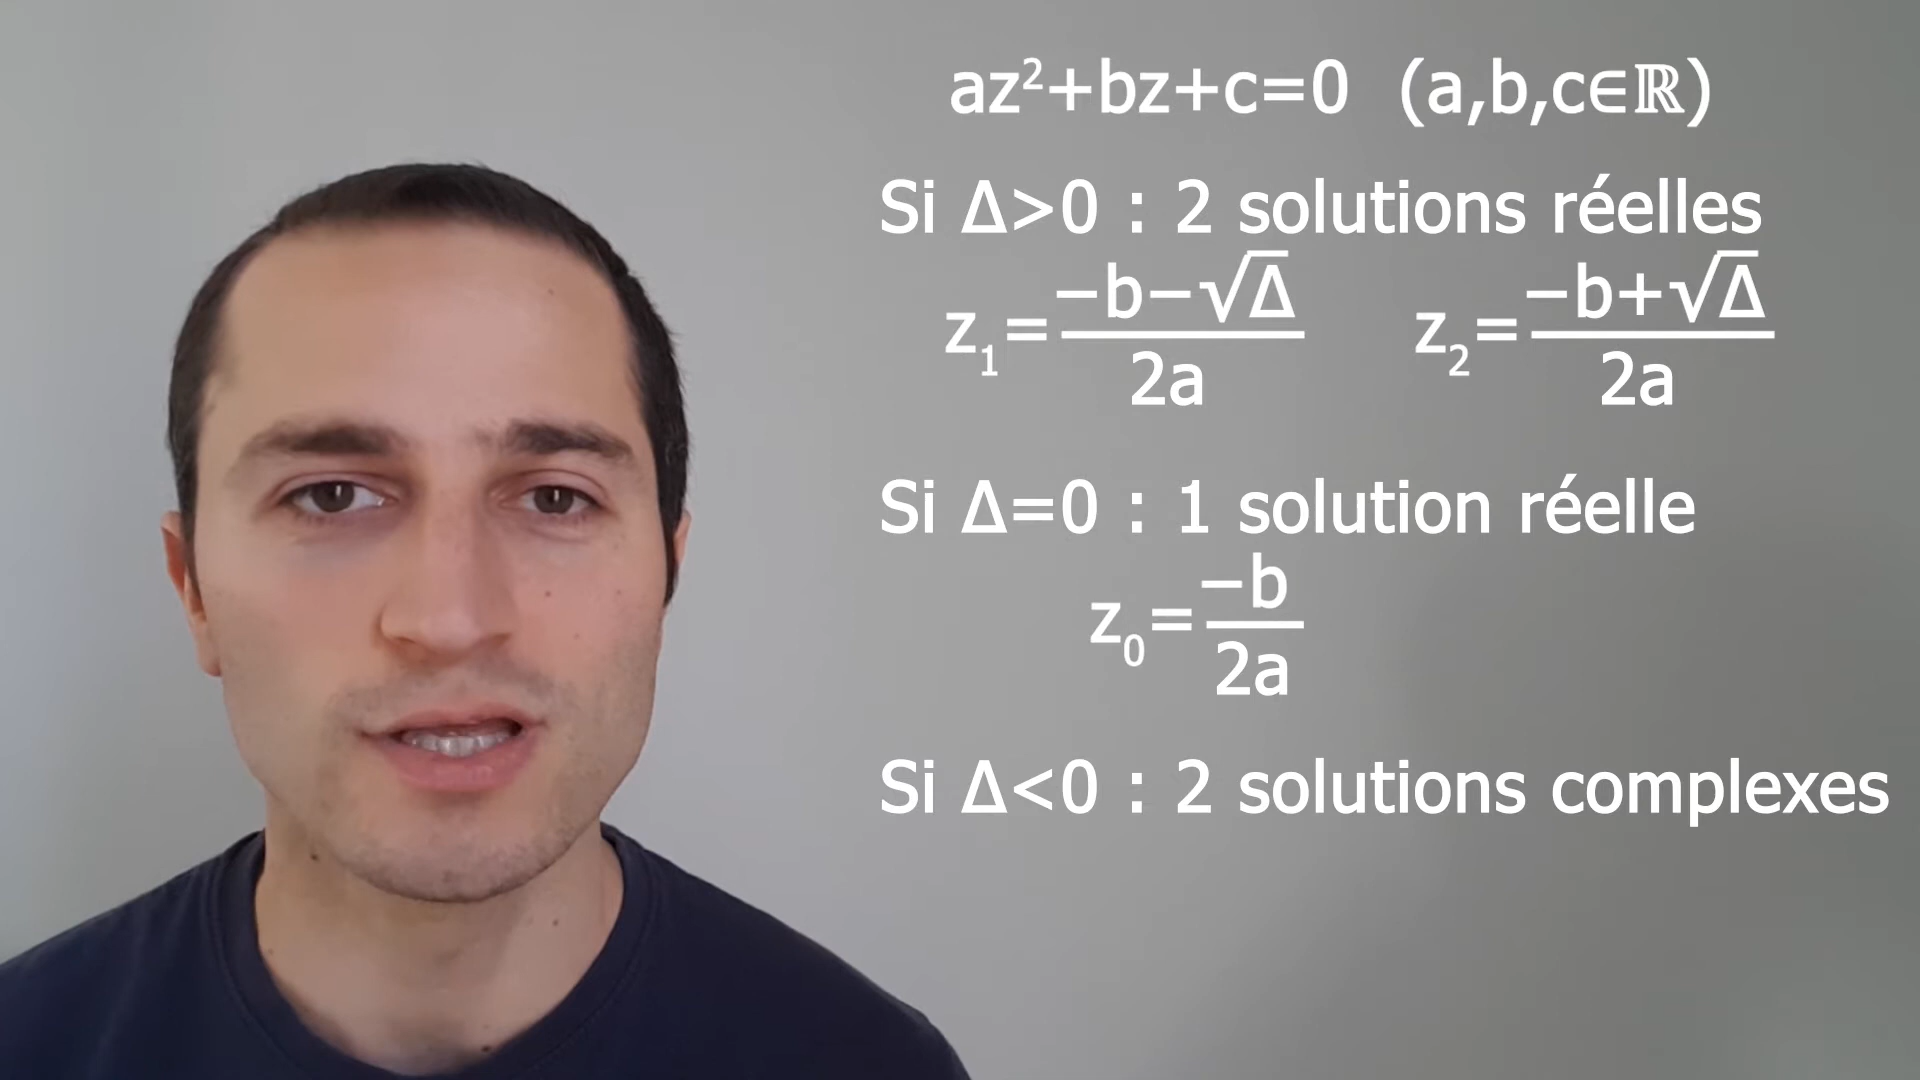 az²+bz+c=0 (a,b,c∈ℝ)
Si Δ>0 : 2 solutions réelles
z₁=(−b−√Δ)/2a z₂=(−b+√Δ)/2a
Si Δ=0 : 1 solution réelle
z₀=−b/2a
Si Δ<0 : 2 solutions complexes